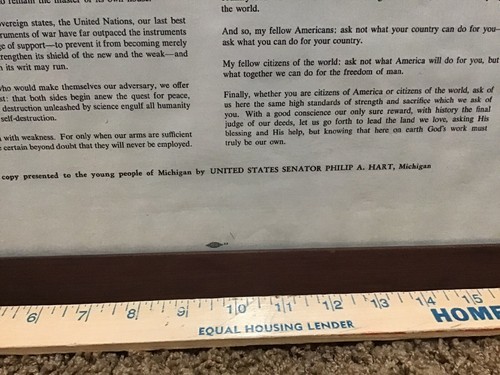 vereign states, the United Nations, our last best
ruments of war have far outpaced the instruments
ge of support—to prevent it from becoming merely
rengthen its shield of the new and the weak—and
h its writ may run.
who would make themselves our adversary, we offer
st: that both sides begin anew the quest for peace,
destruction unleashed by science engulf all humanity
self-destruction.
with weakness. For only when our arms are sufficient
certain beyond doubt that they will never be employed.
the world.
And so, my fellow Americans: ask not what your country can do for you—
ask what you can do for your country.
My fellow citizens of the world: ask not what America will do for you, but
what together we can do for the freedom of man.
Finally, whether you are citizens of America or citizens of the world, ask of
us here the same high standards of strength and sacrifice which we ask of
you. With a good conscience our only sure reward, with history the final
judge of our deeds, let us go forth to lead the land we love, asking His
blessing and His help, but knowing that here on earth God's work must
truly be our own.
copy presented to the young people of Michigan by UNITED STATES SENATOR PHILIP A. HART, Michigan
6 7 8 9 10 11 12 13 14 15
EQUAL HOUSING LENDER
HOME